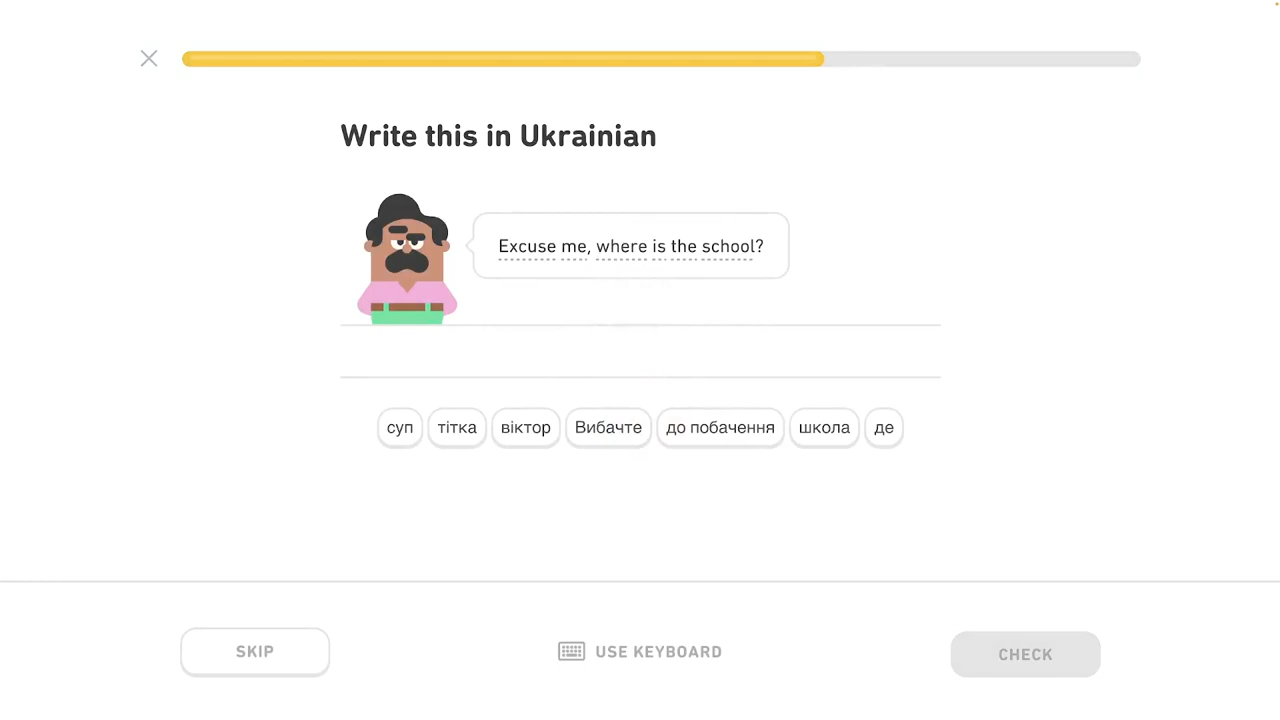 Write this in Ukrainian
Excuse me, where is the school?
суп тітка віктор Вибачте до побачення школа де
SKIP USE KEYBOARD CHECK